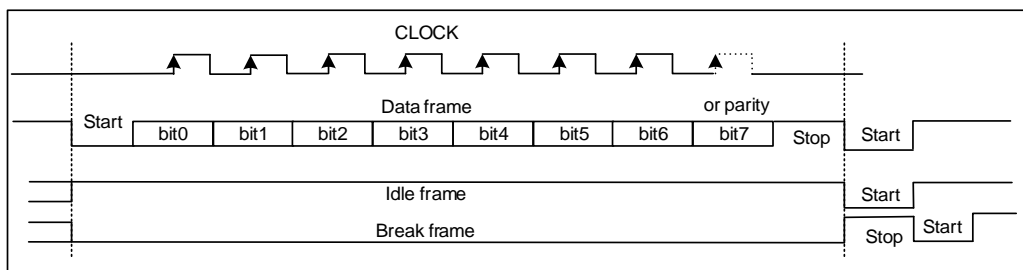 CLOCK
Data frame or parity
Start bit0 bit1 bit2 bit3 bit4 bit5 bit6 bit7 Stop Start
Idle frame Start
Break frame Stop Start